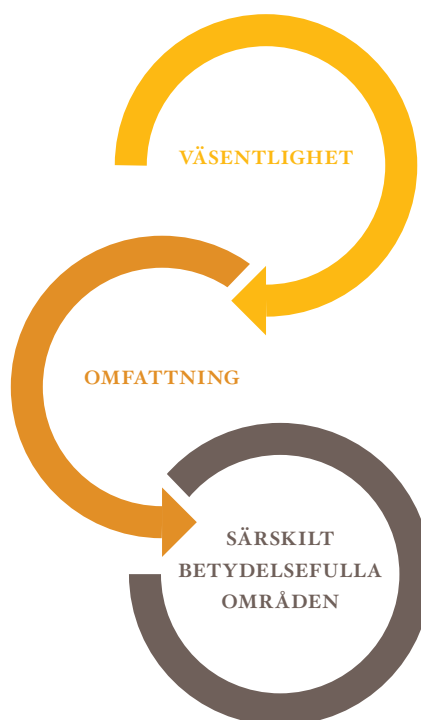 VÄSENTLIGHET
OMFATTNING
SÄRSKILT
BETYDELSEFULLA
OMRÅDEN